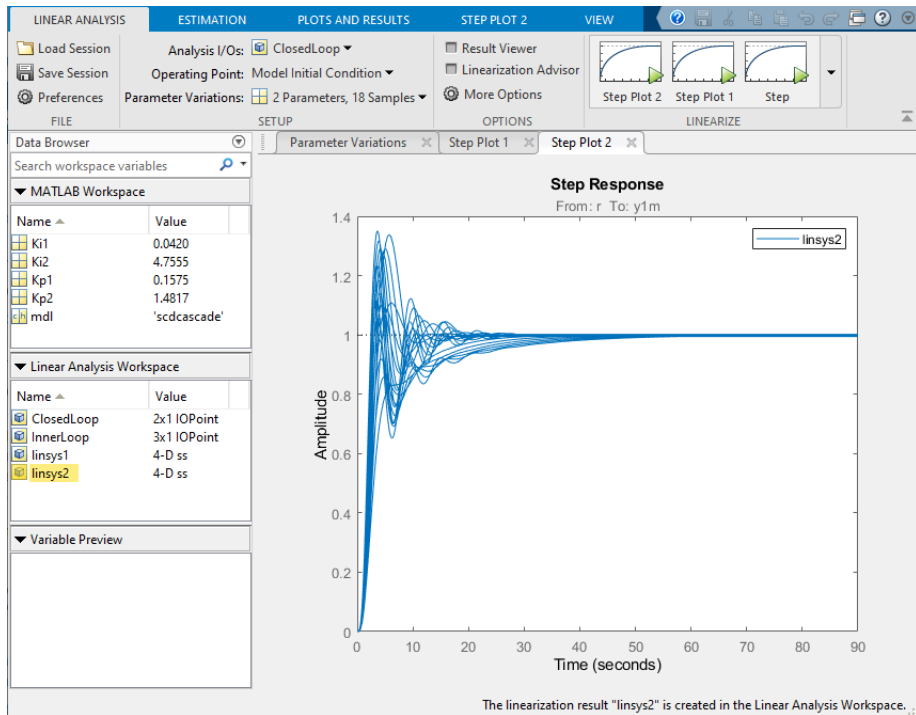 LINEAR ANALYSIS ESTIMATION PLOTS AND RESULTS STEP PLOT 2 VIEW
Load Session
Save Session
Preferences
FILE
Analysis I/Os: ClosedLoop
Operating Point: Model Initial Condition
Parameter Variations: 2 Parameters, 18 Samples
SETUP
Result Viewer
Linearization Advisor
More Options
OPTIONS
Step Plot 2 Step Plot 1 Step
LINEARIZE
Data Browser
Search workspace variables
MATLAB Workspace
Name Value
Ki1 0.0420
Ki2 4.7555
Kp1 0.1575
Kp2 1.4817
mdl 'scdcascade'
Linear Analysis Workspace
Name Value
ClosedLoop 2x1 IOPoint
InnerLoop 3x1 IOPoint
linsys1 4-D ss
linsys2 4-D ss
Variable Preview
Parameter Variations Step Plot 1 Step Plot 2
Step Response
From: r To: y1m
linsys2
Amplitude
1.4
1.2
1
0.8
0.6
0.4
0.2
0
0 10 20 30 40 50 60 70 80 90
Time (seconds)
The linearization result "linsys2" is created in the Linear Analysis Workspace.